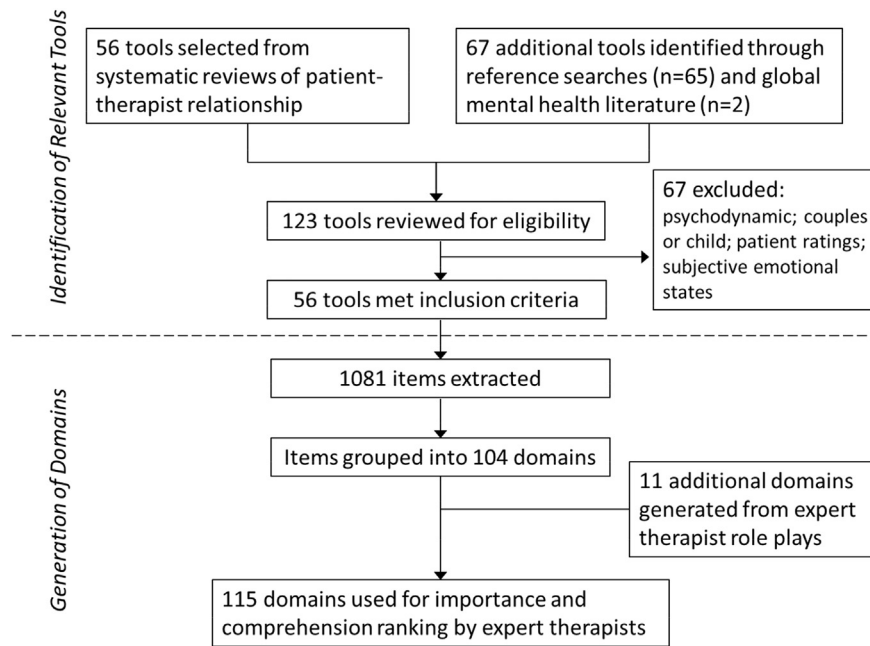 Identification of Relevant Tools
56 tools selected from
systematic reviews of patient-
therapist relationship
67 additional tools identified through
reference searches (n=65) and global
mental health literature (n=2)
123 tools reviewed for eligibility
67 excluded:
psychodynamic; couples
or child; patient ratings;
subjective emotional
states
56 tools met inclusion criteria
Generation of Domains
1081 items extracted
Items grouped into 104 domains
11 additional domains
generated from expert
therapist role plays
115 domains used for importance and
comprehension ranking by expert therapists